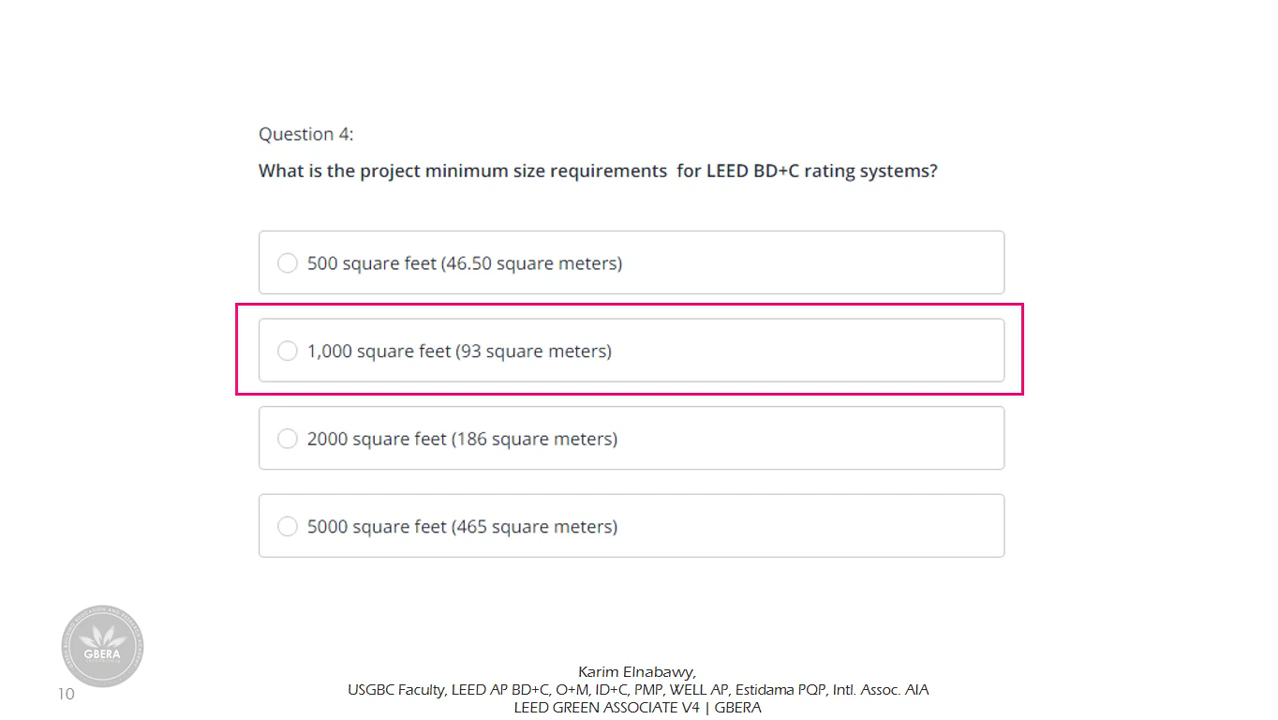 Question 4:
What is the project minimum size requirements for LEED BD+C rating systems?
500 square feet (46.50 square meters)
1,000 square feet (93 square meters)
2000 square feet (186 square meters)
5000 square feet (465 square meters)
GBERA
10
Karim Elnabawy,
USGBC Faculty, LEED AP BD+C, O+M, ID+C, PMP, WELL AP, Estidama PQP, Intl. Assoc. AIA
LEED GREEN ASSOCIATE V4 | GBERA